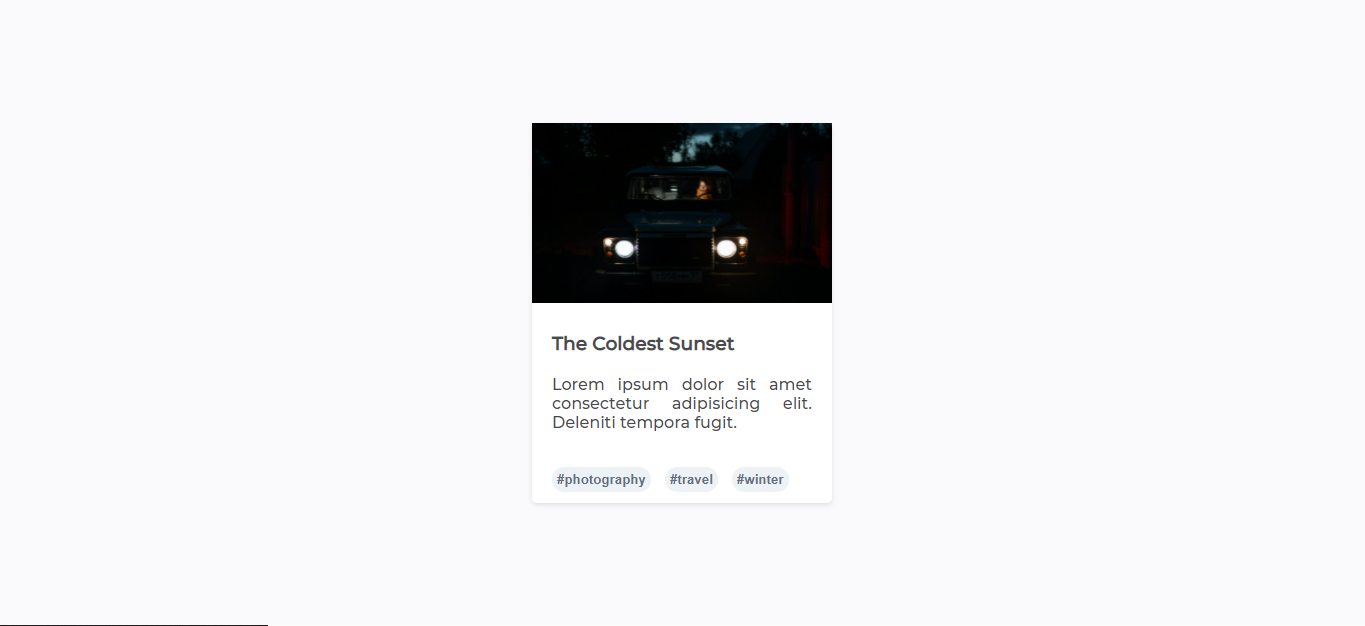 The Coldest Sunset
Lorem ipsum dolor sit amet
consectetur adipisicing elit.
Deleniti tempora fugit.
#photography #travel #winter